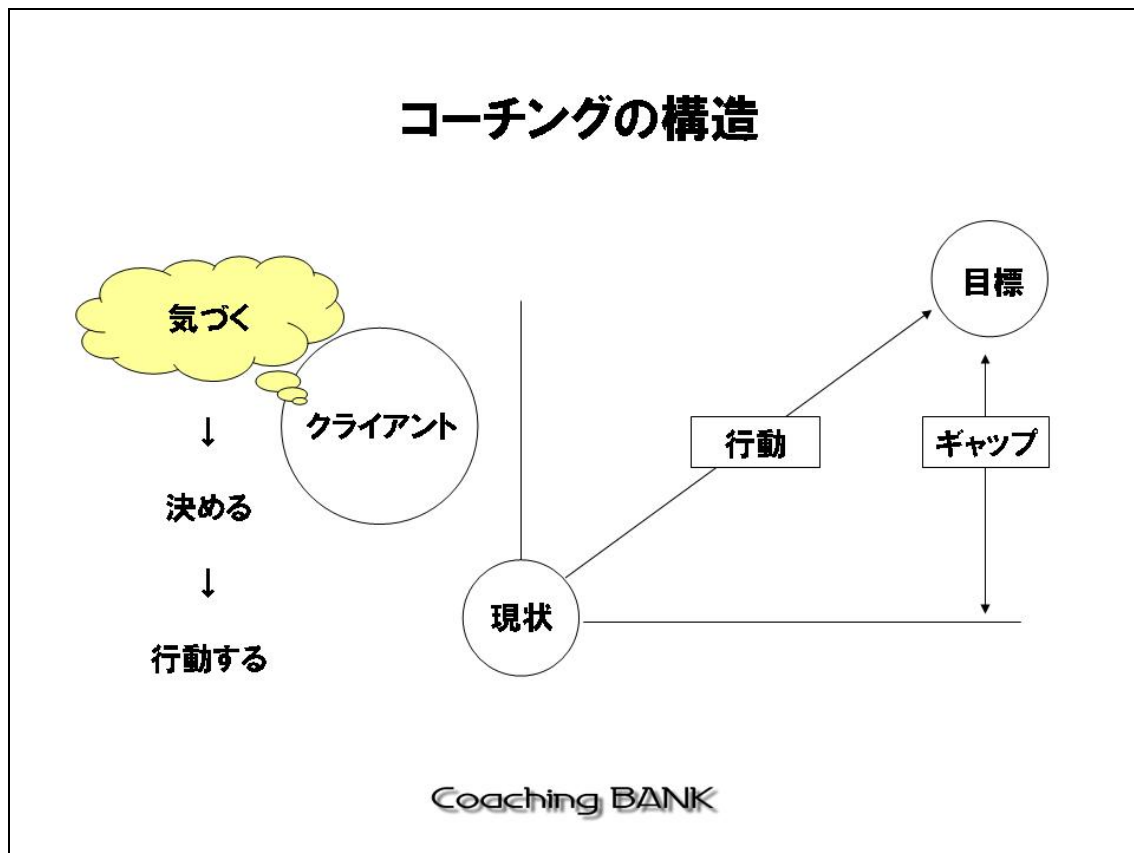 コーチングの構造
気づく
クライアント
↓
決める
↓
行動する
目標
行動
ギャップ
現状
Coaching BANK